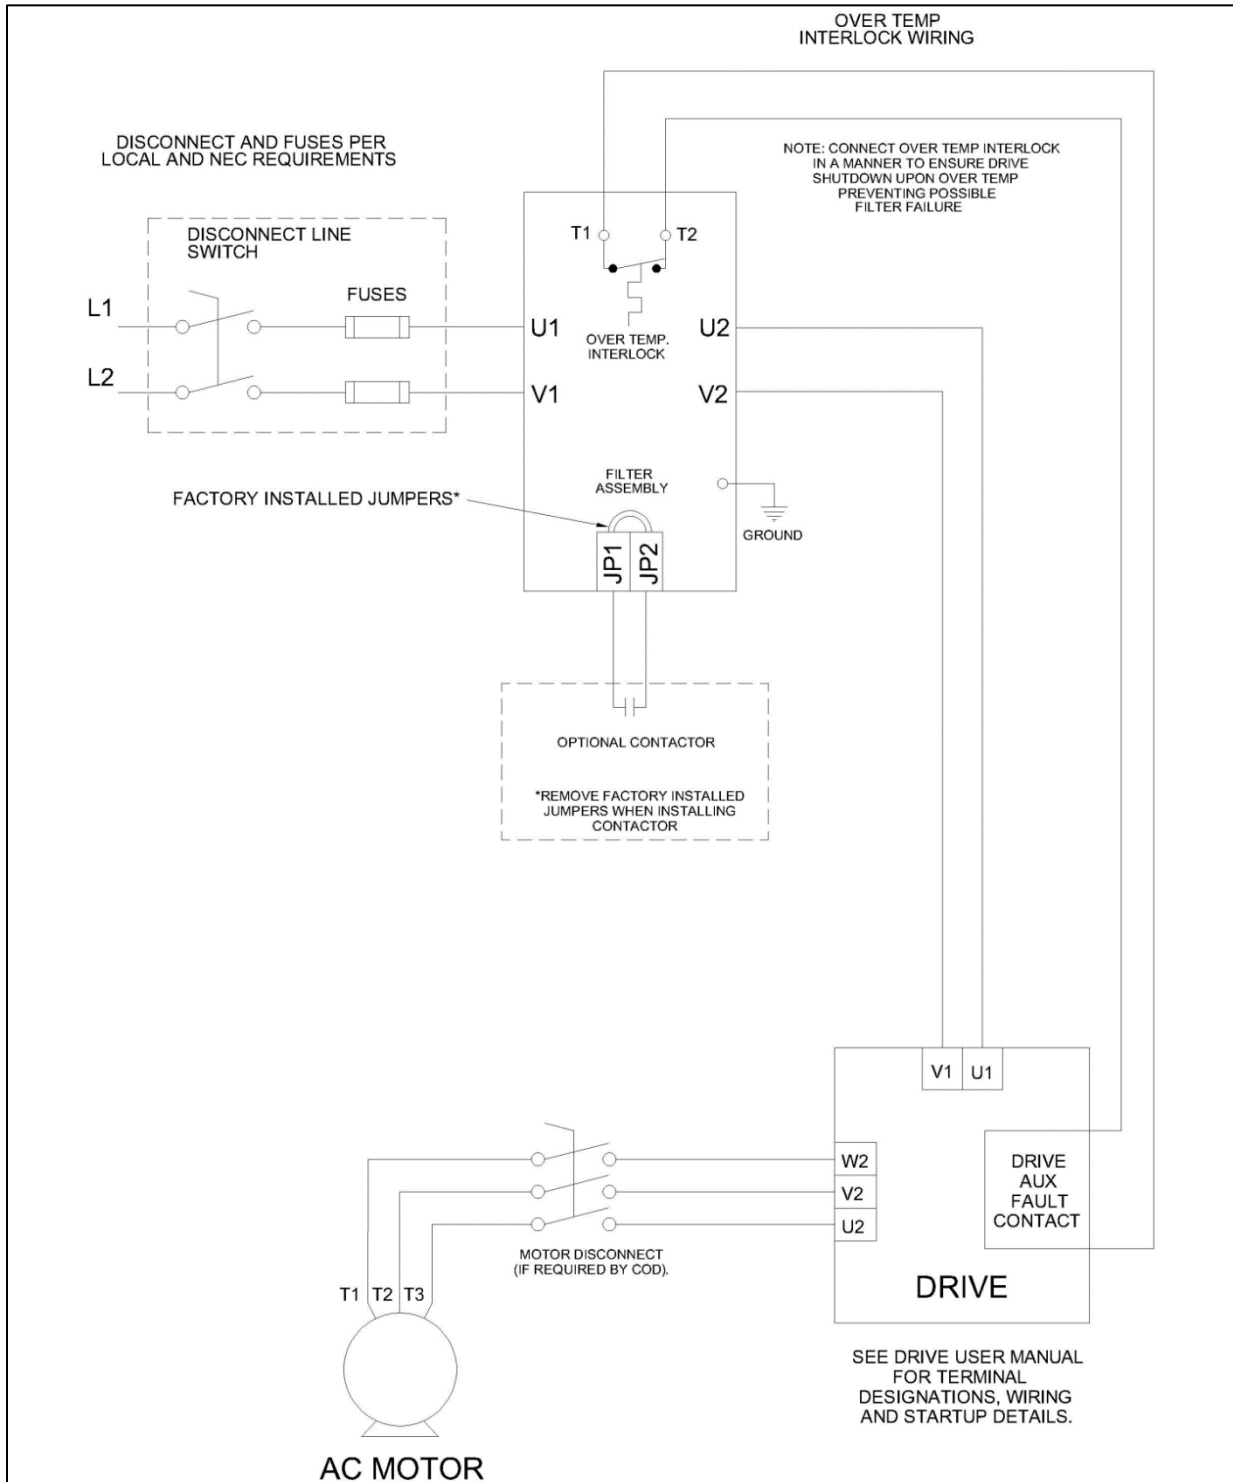 OVER TEMP
INTERLOCK WIRING
DISCONNECT AND FUSES PER
LOCAL AND NEC REQUIREMENTS
NOTE: CONNECT OVER TEMP INTERLOCK
IN A MANNER TO ENSURE DRIVE
SHUTDOWN UPON OVER TEMP
PREVENTING POSSIBLE
FILTER FAILURE
DISCONNECT LINE
SWITCH
FUSES
L1
L2
T1
T2
U1
OVER TEMP.
INTERLOCK
U2
V1
V2
FILTER
ASSEMBLY
FACTORY INSTALLED JUMPERS*
GROUND
JP1
JP2
OPTIONAL CONTACTOR
*REMOVE FACTORY INSTALLED
JUMPERS WHEN INSTALLING
CONTACTOR
V1
U1
W2
V2
U2
DRIVE
AUX
FAULT
CONTACT
MOTOR DISCONNECT
(IF REQUIRED BY COD).
DRIVE
T1
T2
T3
SEE DRIVE USER MANUAL
FOR TERMINAL
DESIGNATIONS, WIRING
AND STARTUP DETAILS.
AC MOTOR